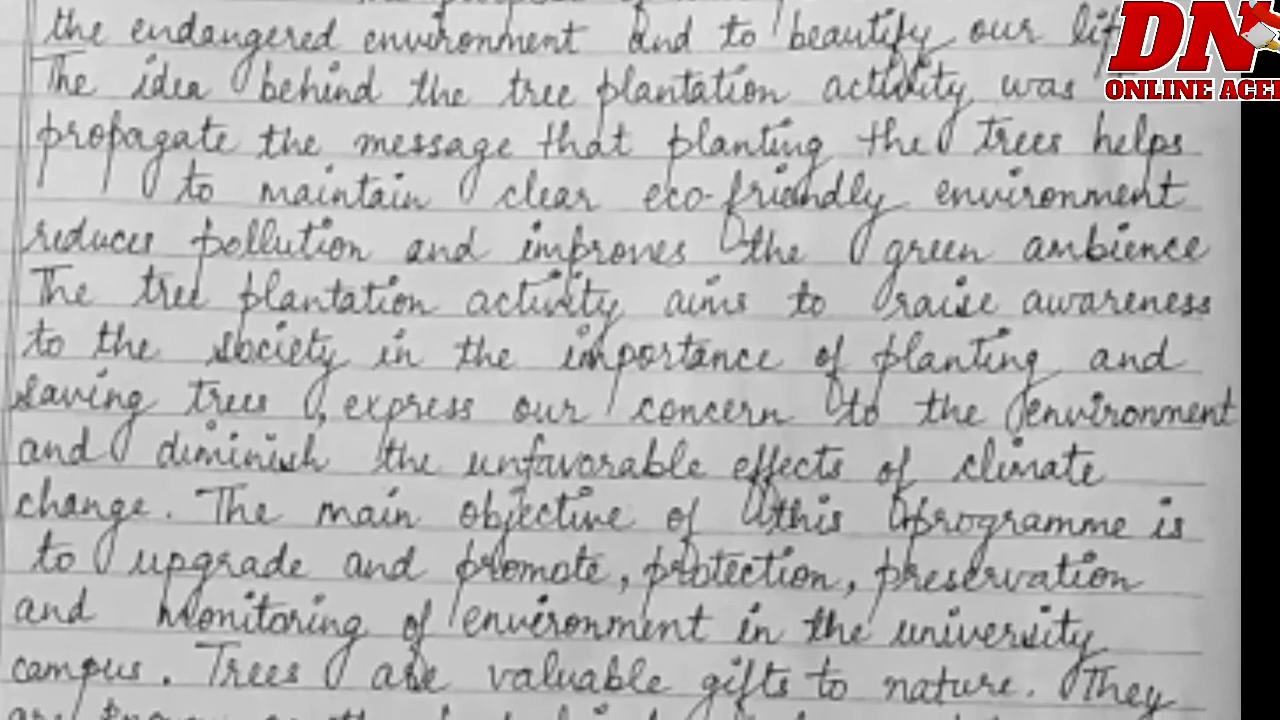 the endangered environment and to beautify our
The idea behind the tree plantation activity was
propagate the message that planting the trees helps
to maintain clear eco-friendly environment
reduces pollution and improves the green ambience
The tree plantation activity aims to raise awareness
to the society in the importance of planting and
saving trees, express our concern to the environment
and diminish the unfavorable effects of climate
change. The main objective of this programme is
to upgrade and promote, protection, preservation
and monitoring of environment in the university
campus. Trees are valuable gifts to nature. They
DN
ONLINE